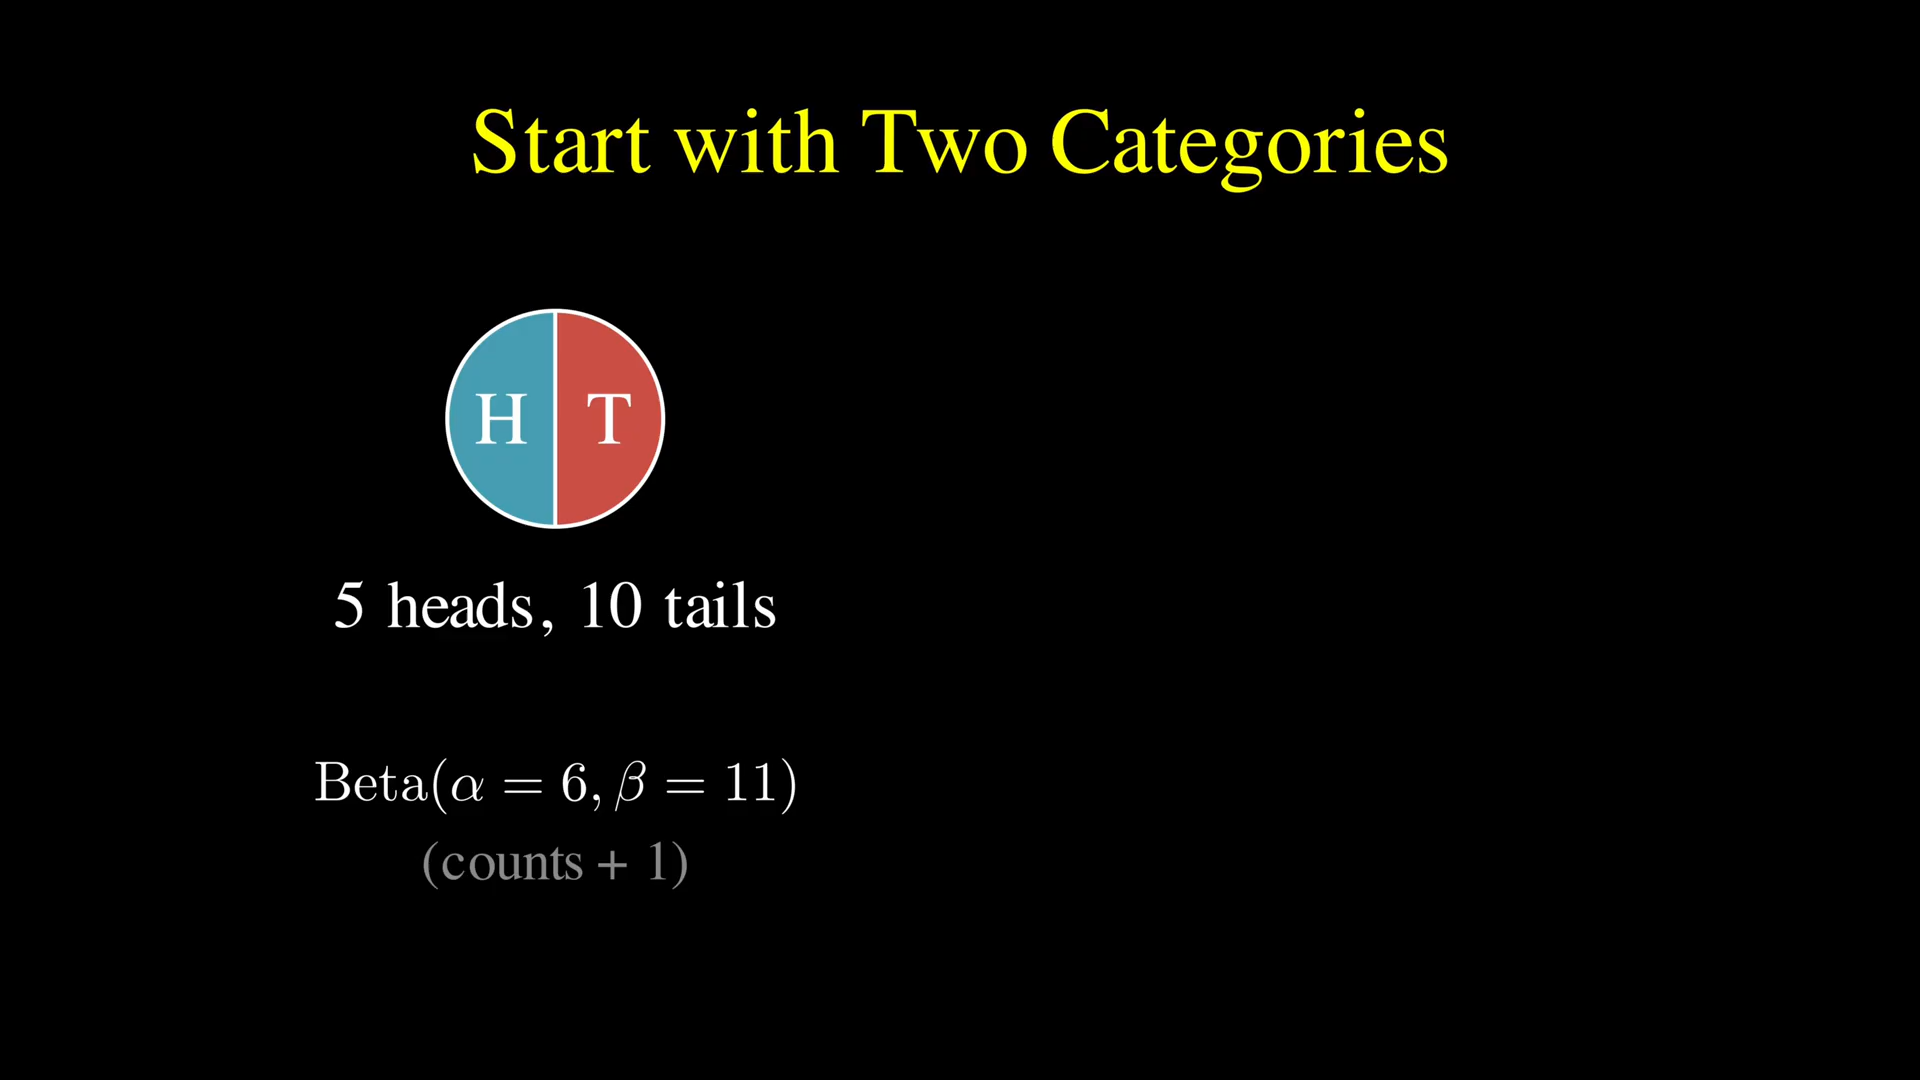 Start with Two Categories
H T
5 heads, 10 tails
Beta(α = 6, β = 11)
(counts + 1)